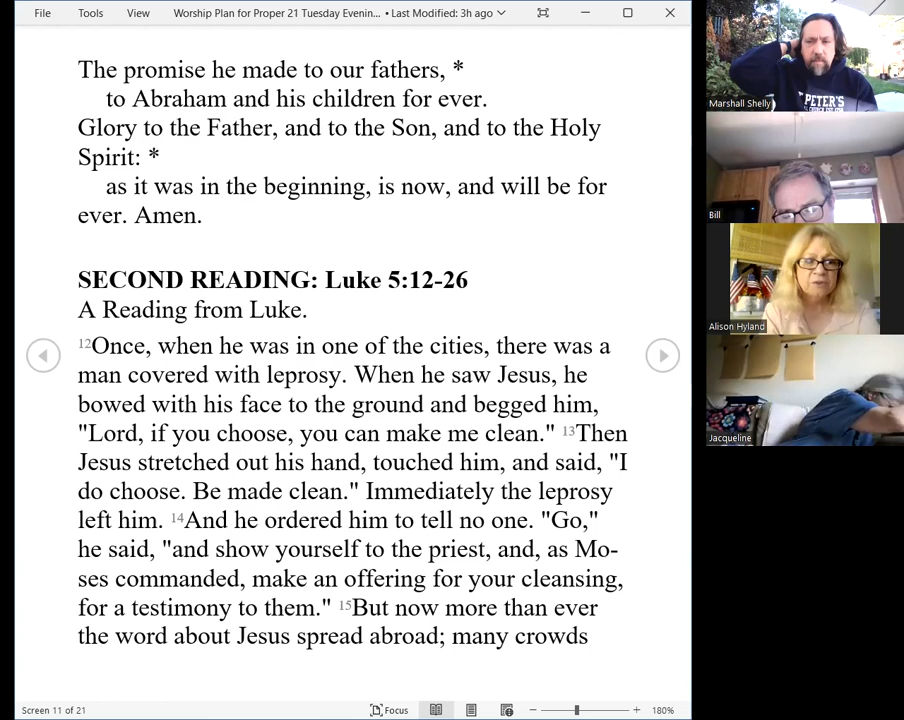 File Tools View Worship Plan for Proper 21 Tuesday Evenin... • Last Modified: 3h ago
The promise he made to our fathers, *
to Abraham and his children for ever.
Glory to the Father, and to the Son, and to the Holy
Spirit: *
as it was in the beginning, is now, and will be for
ever. Amen.
SECOND READING: Luke 5:12-26
A Reading from Luke.
12Once, when he was in one of the cities, there was a
man covered with leprosy. When he saw Jesus, he
bowed with his face to the ground and begged him,
"Lord, if you choose, you can make me clean." 13Then
Jesus stretched out his hand, touched him, and said, "I
do choose. Be made clean." Immediately the leprosy
left him. 14And he ordered him to tell no one. "Go,"
he said, "and show yourself to the priest, and, as Mo-
ses commanded, make an offering for your cleansing,
for a testimony to them." 15But now more than ever
the word about Jesus spread abroad; many crowds
Screen 11 of 21 Focus 180%
PETER'S
Marshall Shelly
Bill
Alison Hyland
Jacqueline